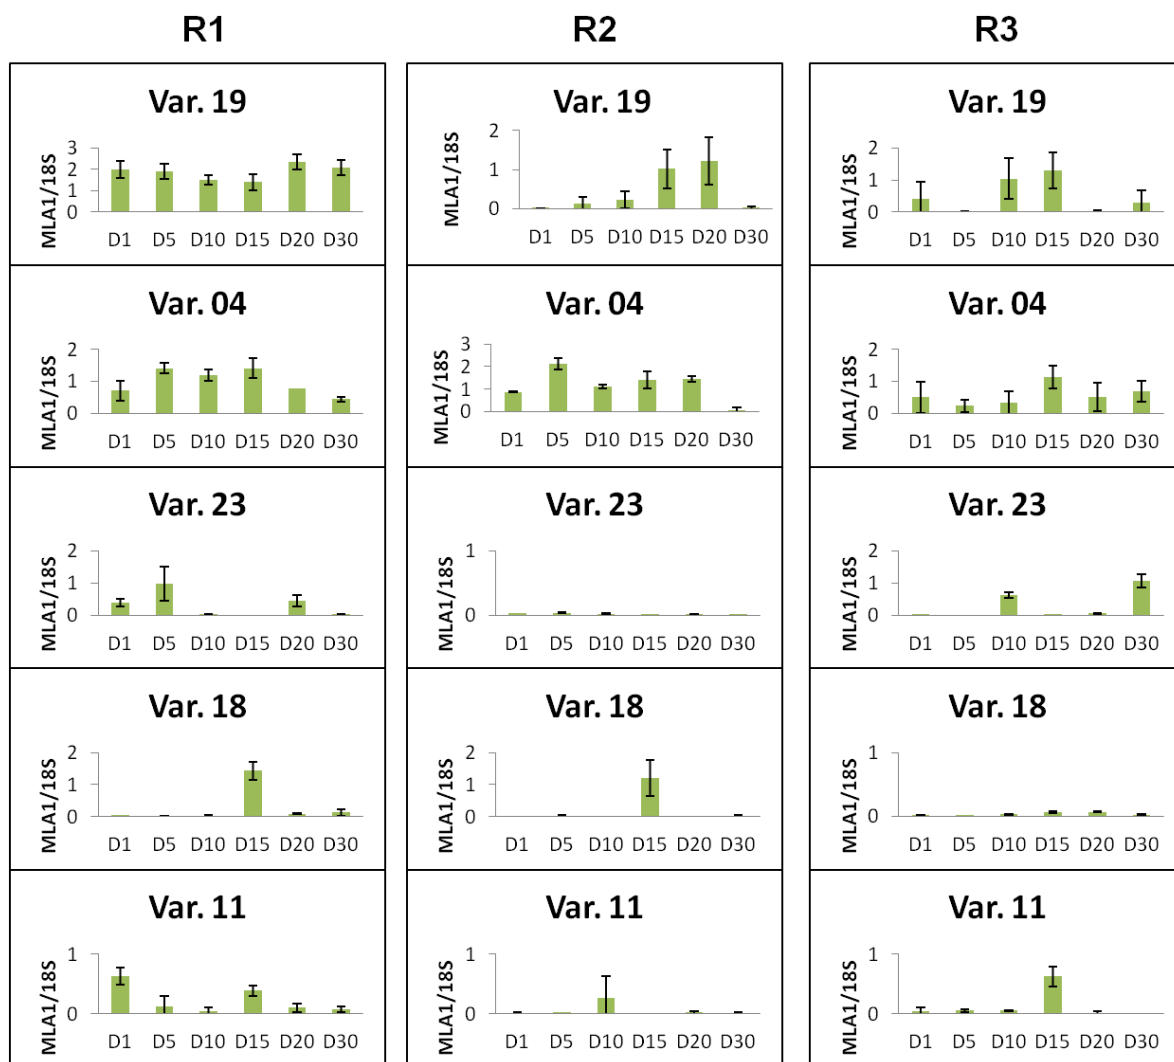 R1 R2 R3
Var. 19 Var. 19 Var. 19
MLA1/18S
3
2
1
0
D1 D5 D10 D15 D20 D30
MLA1/18S
2
1
0
D1 D5 D10 D15 D20 D30
MLA1/18S
2
1
0
D1 D5 D10 D15 D20 D30
Var. 04 Var. 04 Var. 04
MLA1/18S
2
1
0
D1 D5 D10 D15 D20 D30
MLA1/18S
3
2
1
0
D1 D5 D10 D15 D20 D30
MLA1/18S
2
1
0
D1 D5 D10 D15 D20 D30
Var. 23 Var. 23 Var. 23
MLA1/18S
2
1
0
D1 D5 D10 D15 D20 D30
MLA1/18S
1
0
D1 D5 D10 D15 D20 D30
MLA1/18S
2
1
0
D1 D5 D10 D15 D20 D30
Var. 18 Var. 18 Var. 18
MLA1/18S
2
1
0
D1 D5 D10 D15 D20 D30
MLA1/18S
2
1
0
D1 D5 D10 D15 D20 D30
MLA1/18S
1
0
D1 D5 D10 D15 D20 D30
Var. 11 Var. 11 Var. 11
MLA1/18S
1
0
D1 D5 D10 D15 D20 D30
MLA1/18S
1
0
D1 D5 D10 D15 D20 D30
MLA1/18S
1
0
D1 D5 D10 D15 D20 D30